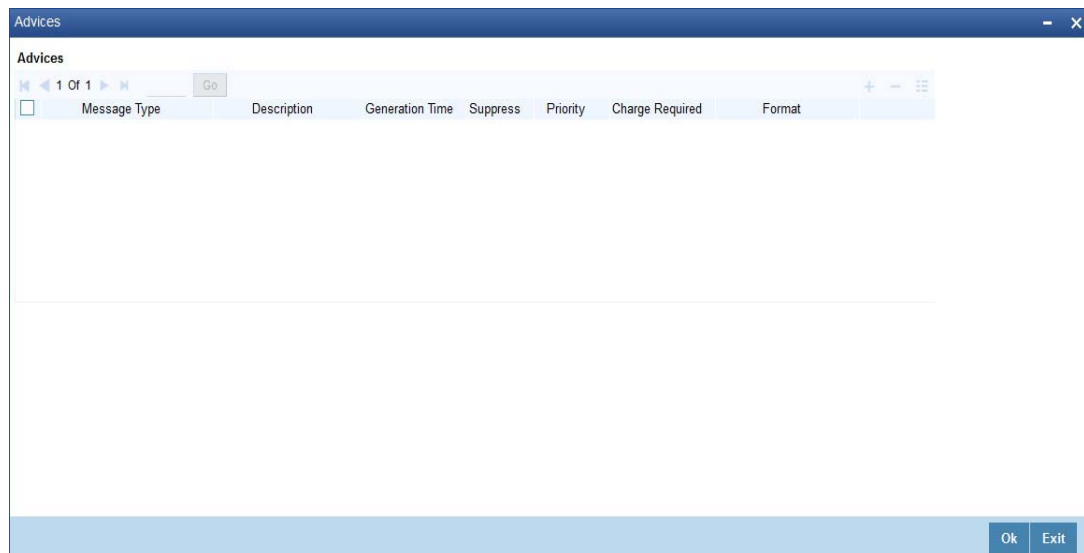 Advices
Advices
1 Of 1 Go
Message Type Description Generation Time Suppress Priority Charge Required Format
Ok Exit